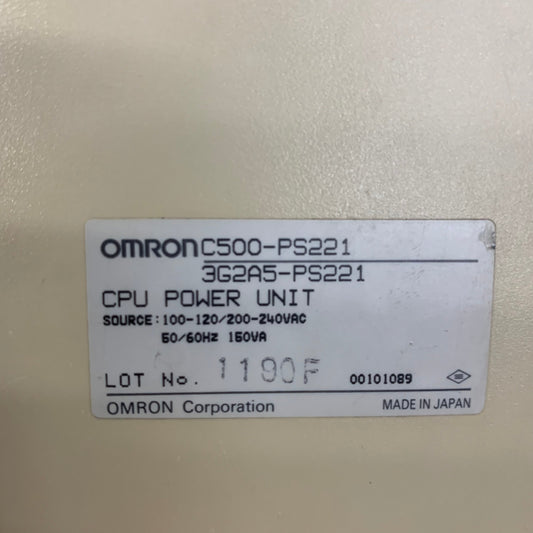 OMRON C500-PS221
3G2A5-PS221
CPU POWER UNIT
SOURCE: 100-120/200-240VAC
50/60Hz 150VA
LOT No. 1190F 00101089
OMRON Corporation MADE IN JAPAN